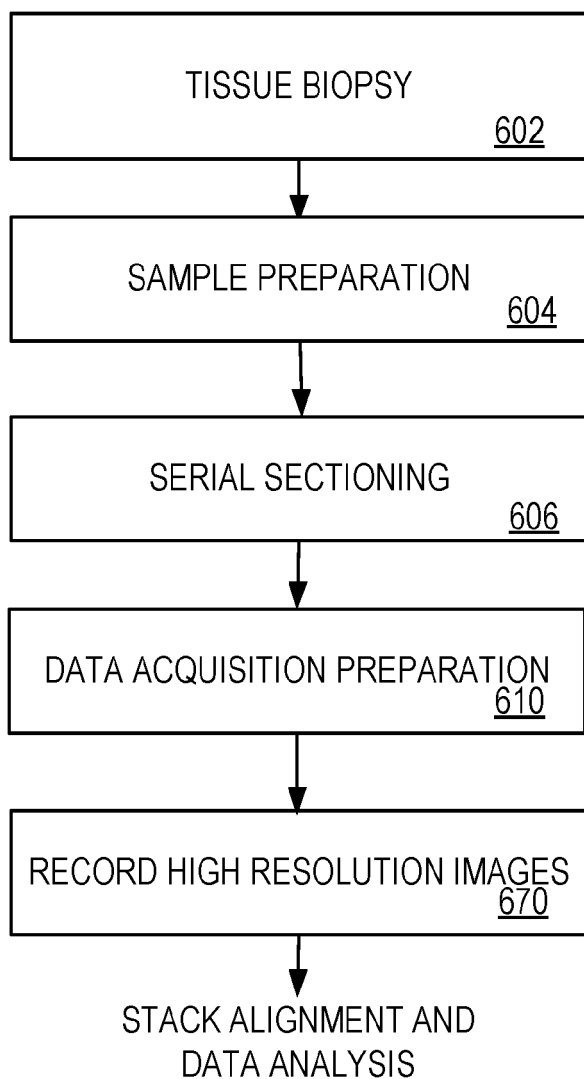 TISSUE BIOPSY
602
SAMPLE PREPARATION
604
SERIAL SECTIONING
606
DATA ACQUISITION PREPARATION
610
RECORD HIGH RESOLUTION IMAGES
670
STACK ALIGNMENT AND
DATA ANALYSIS